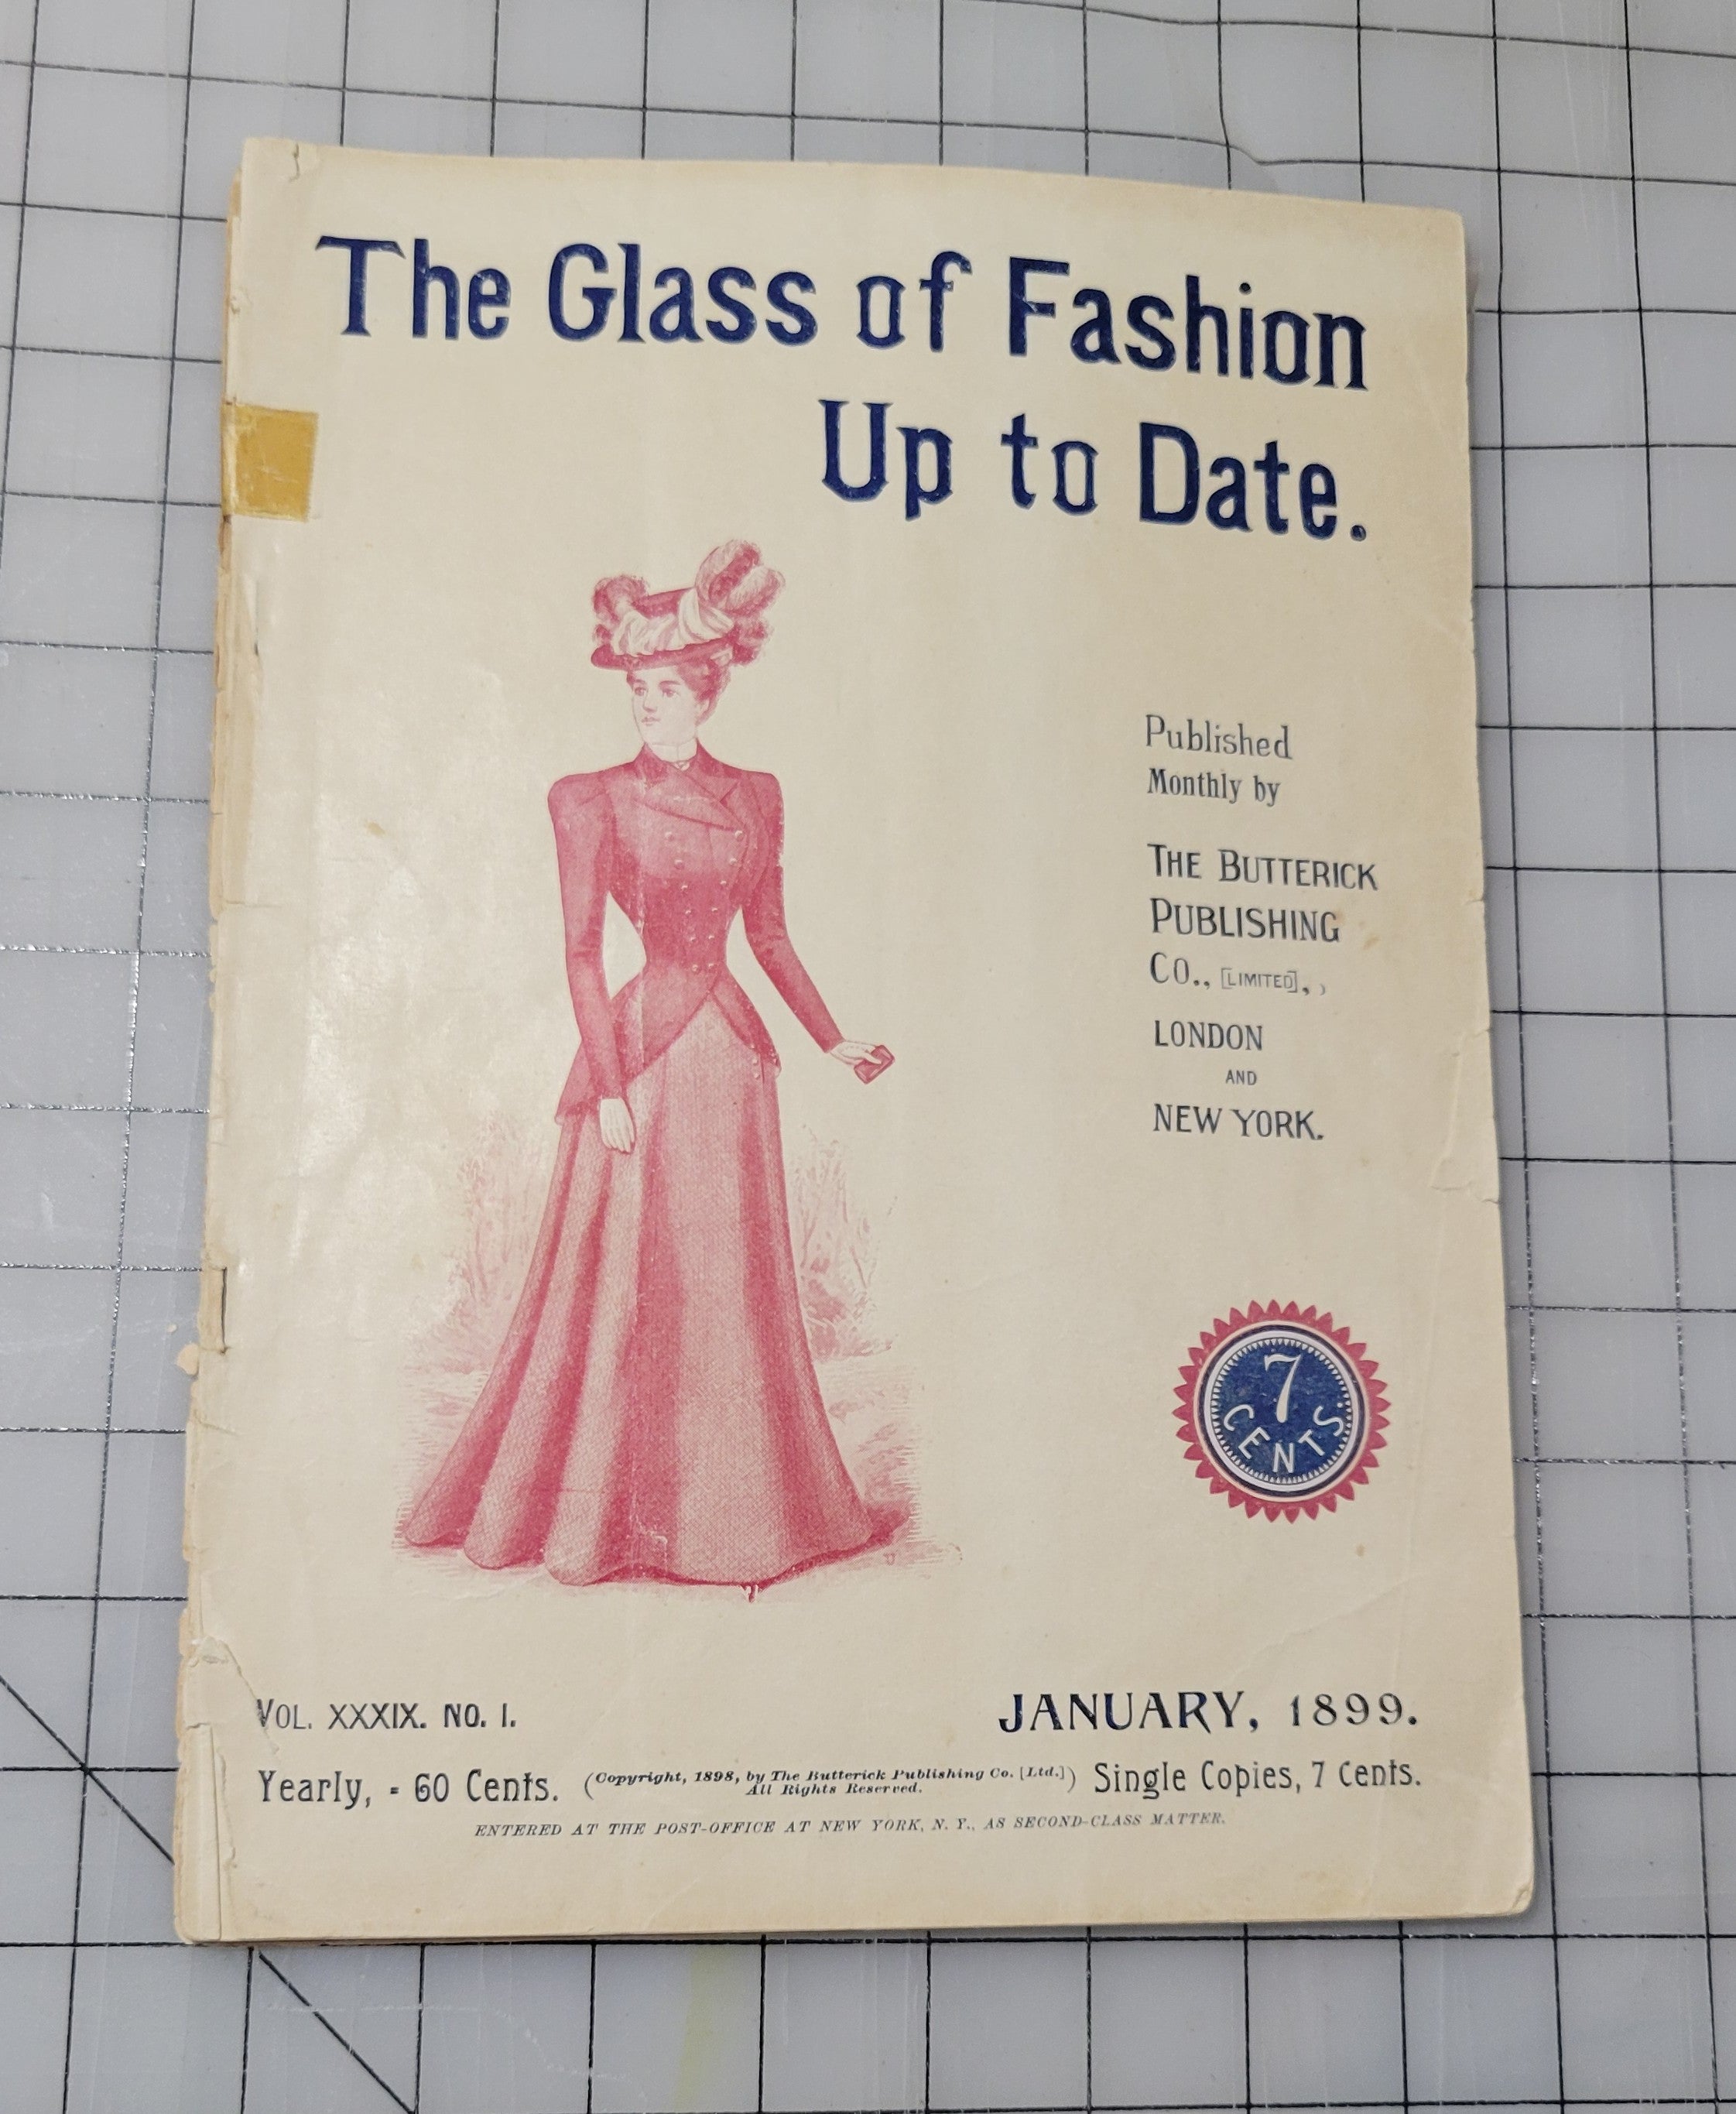 The Glass of Fashion
Up to Date.
Published
Monthly by
THE BUTTERICK
PUBLISHING
CO., [LIMITED],
LONDON
AND
NEW YORK.
7
CENTS.
VOL. XXXIX. NO. 1.
JANUARY, 1899.
Yearly, - 60 Cents.
(Copyright, 1898, by The Butterick Publishing Co. [Ltd.]
All Rights Reserved.)
Single Copies, 7 Cents.
ENTERED AT THE POST-OFFICE AT NEW YORK, N. Y., AS SECOND-CLASS MATTER.